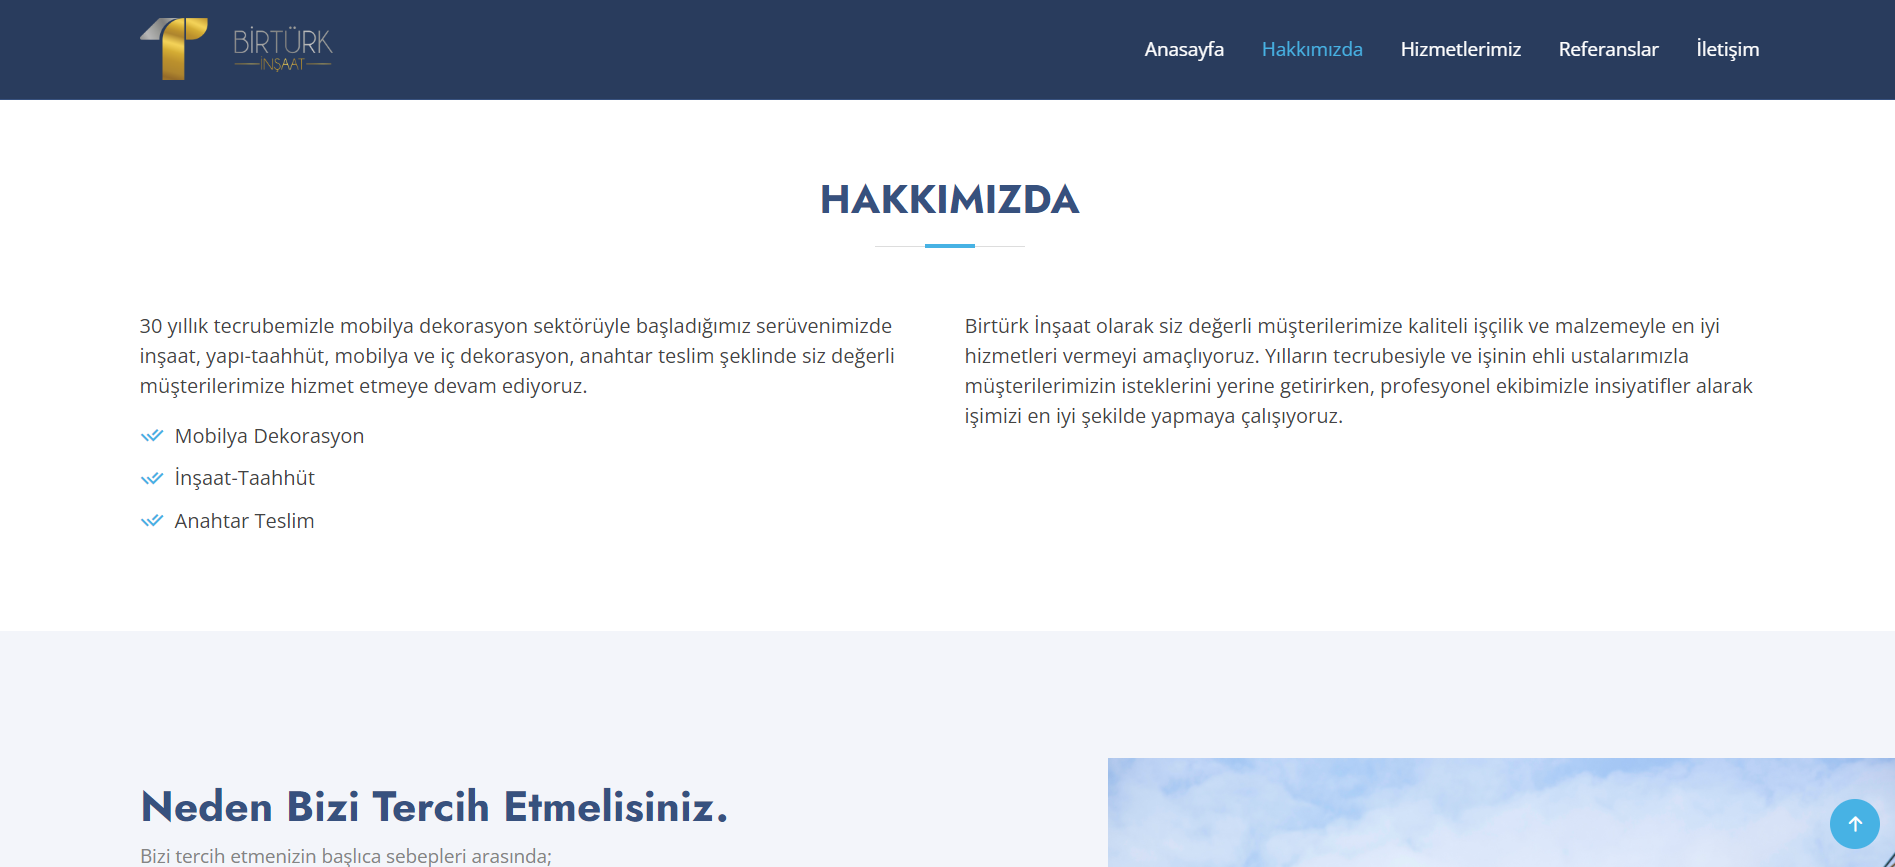 BİRTÜRK
İNŞAAT
Anasayfa
Hakkımızda
Hizmetlerimiz
Referanslar
İletişim
HAKKIMIZDA
30 yıllık tecrubemizle mobilya dekorasyon sektörüyle başladığımız serüvenimizde
inşaat, yapı-taahhüt, mobilya ve iç dekorasyon, anahtar teslim şeklinde siz değerli
müşterilerimize hizmet etmeye devam ediyoruz.
Mobilya Dekorasyon
İnşaat-Taahhüt
Anahtar Teslim
Birtürk İnşaat olarak siz değerli müşterilerimize kaliteli işçilik ve malzemeyle en iyi
hizmetleri vermeyi amaçlıyoruz. Yılların tecrubesiyle ve işinin ehli ustalarımızla
müşterilerimizin isteklerini yerine getirirken, profesyonel ekibimizle insiyatifler alarak
işimizi en iyi şekilde yapmaya çalışıyoruz.
Neden Bizi Tercih Etmelisiniz.
Bizi tercih etmenizin başlıca sebepleri arasında;